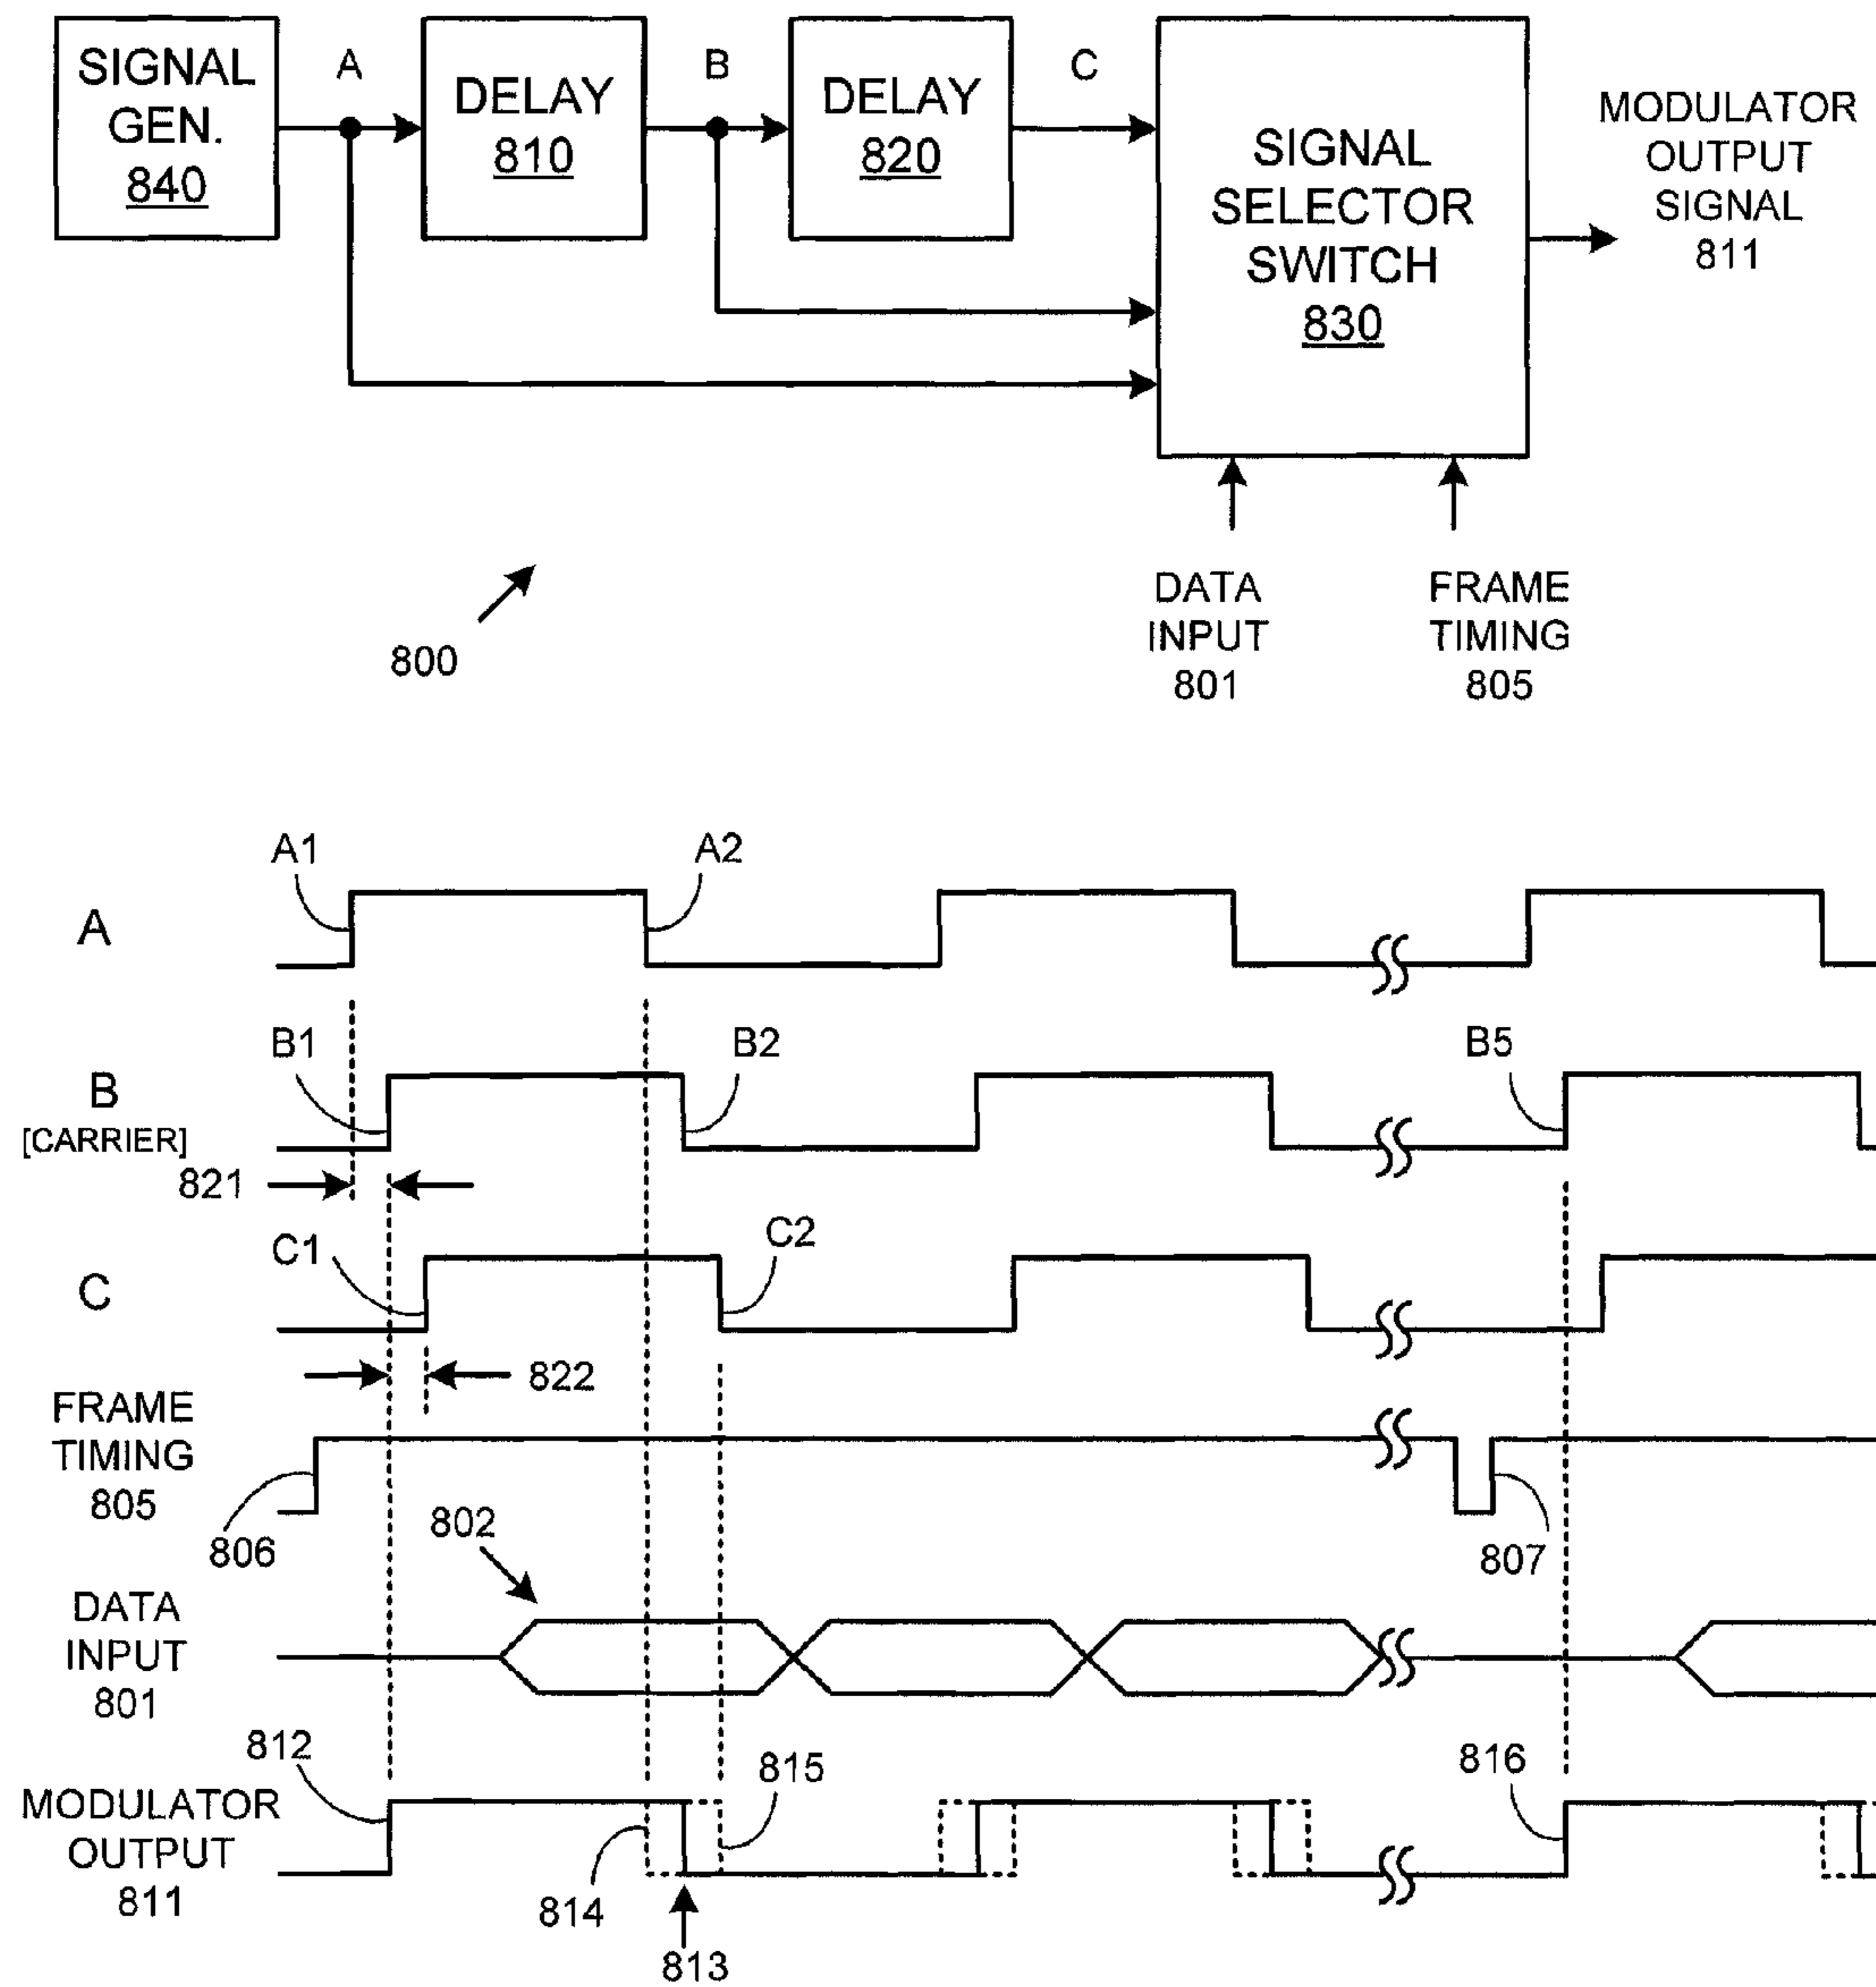 SIGNAL
GEN.
840
A
DELAY
810
B
DELAY
820
C
SIGNAL
SELECTOR
SWITCH
830
MODULATOR
OUTPUT
SIGNAL
811
DATA
INPUT
801
FRAME
TIMING
805
800
A1
A2
A
B1
B2
B5
B
[CARRIER]
821
C1
C2
C
822
FRAME
TIMING
805
806
802
807
DATA
INPUT
801
812
815
816
MODULATOR
OUTPUT
811
814
813